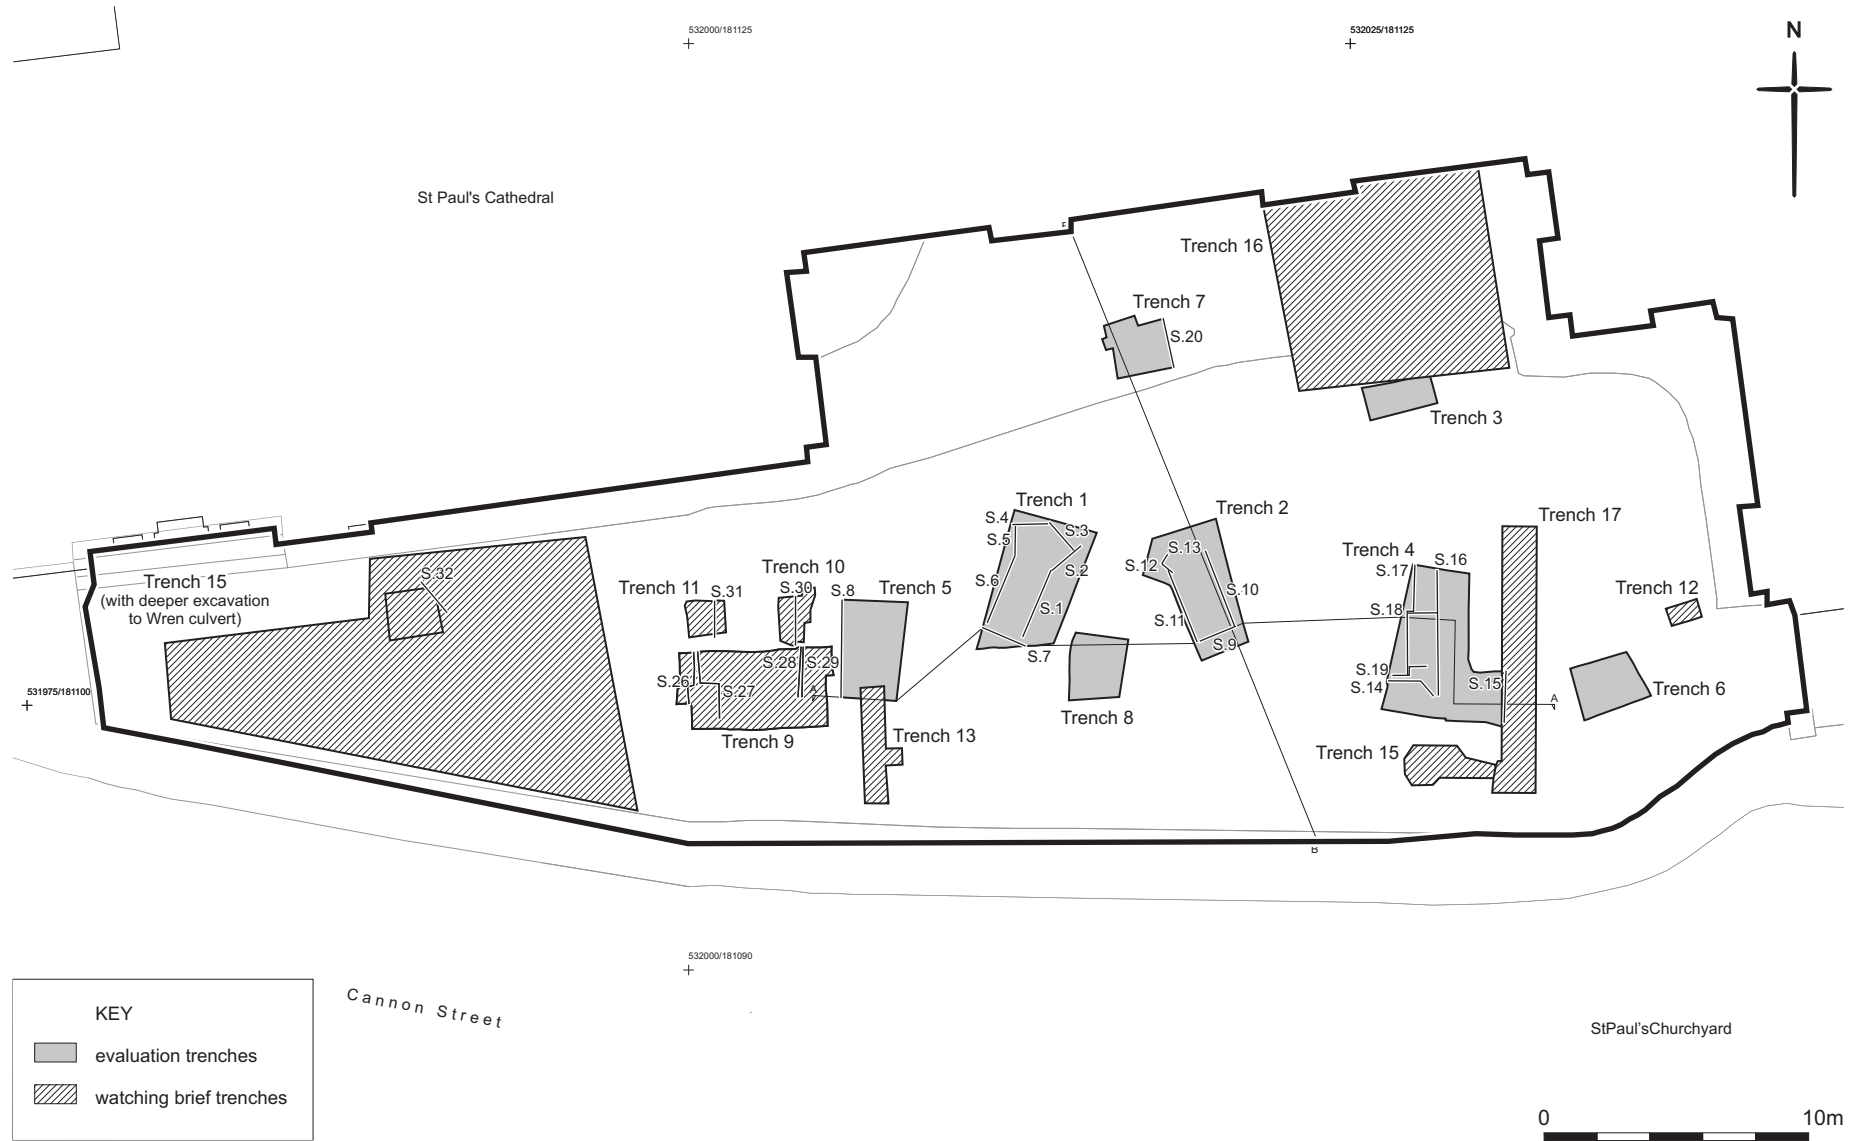 532000/181125
532025/181125
N
St Paul's Cathedral
F
Trench 16
Trench 7
S.20
Trench 3
Trench 1
S.4
S.3
S.5
S.2
S.6
S.1
S.7
Trench 2
S.13
S.12
S.10
S.11
S.9
Trench 17
Trench 4
S.16
S.17
S.18
S.19
S.14
S.15
A
Trench 12
Trench 6
Trench 15
(with deeper excavation
to Wren culvert)
S.32
Trench 11
S.31
Trench 10
S.30
S.8
Trench 5
S.28
S.29
S.26
S.27
A
Trench 9
Trench 13
Trench 8
Trench 15
531975/181100
B
532000/181090
Cannon Street
StPaul'sChurchyard
KEY
evaluation trenches
watching brief trenches
0
10m